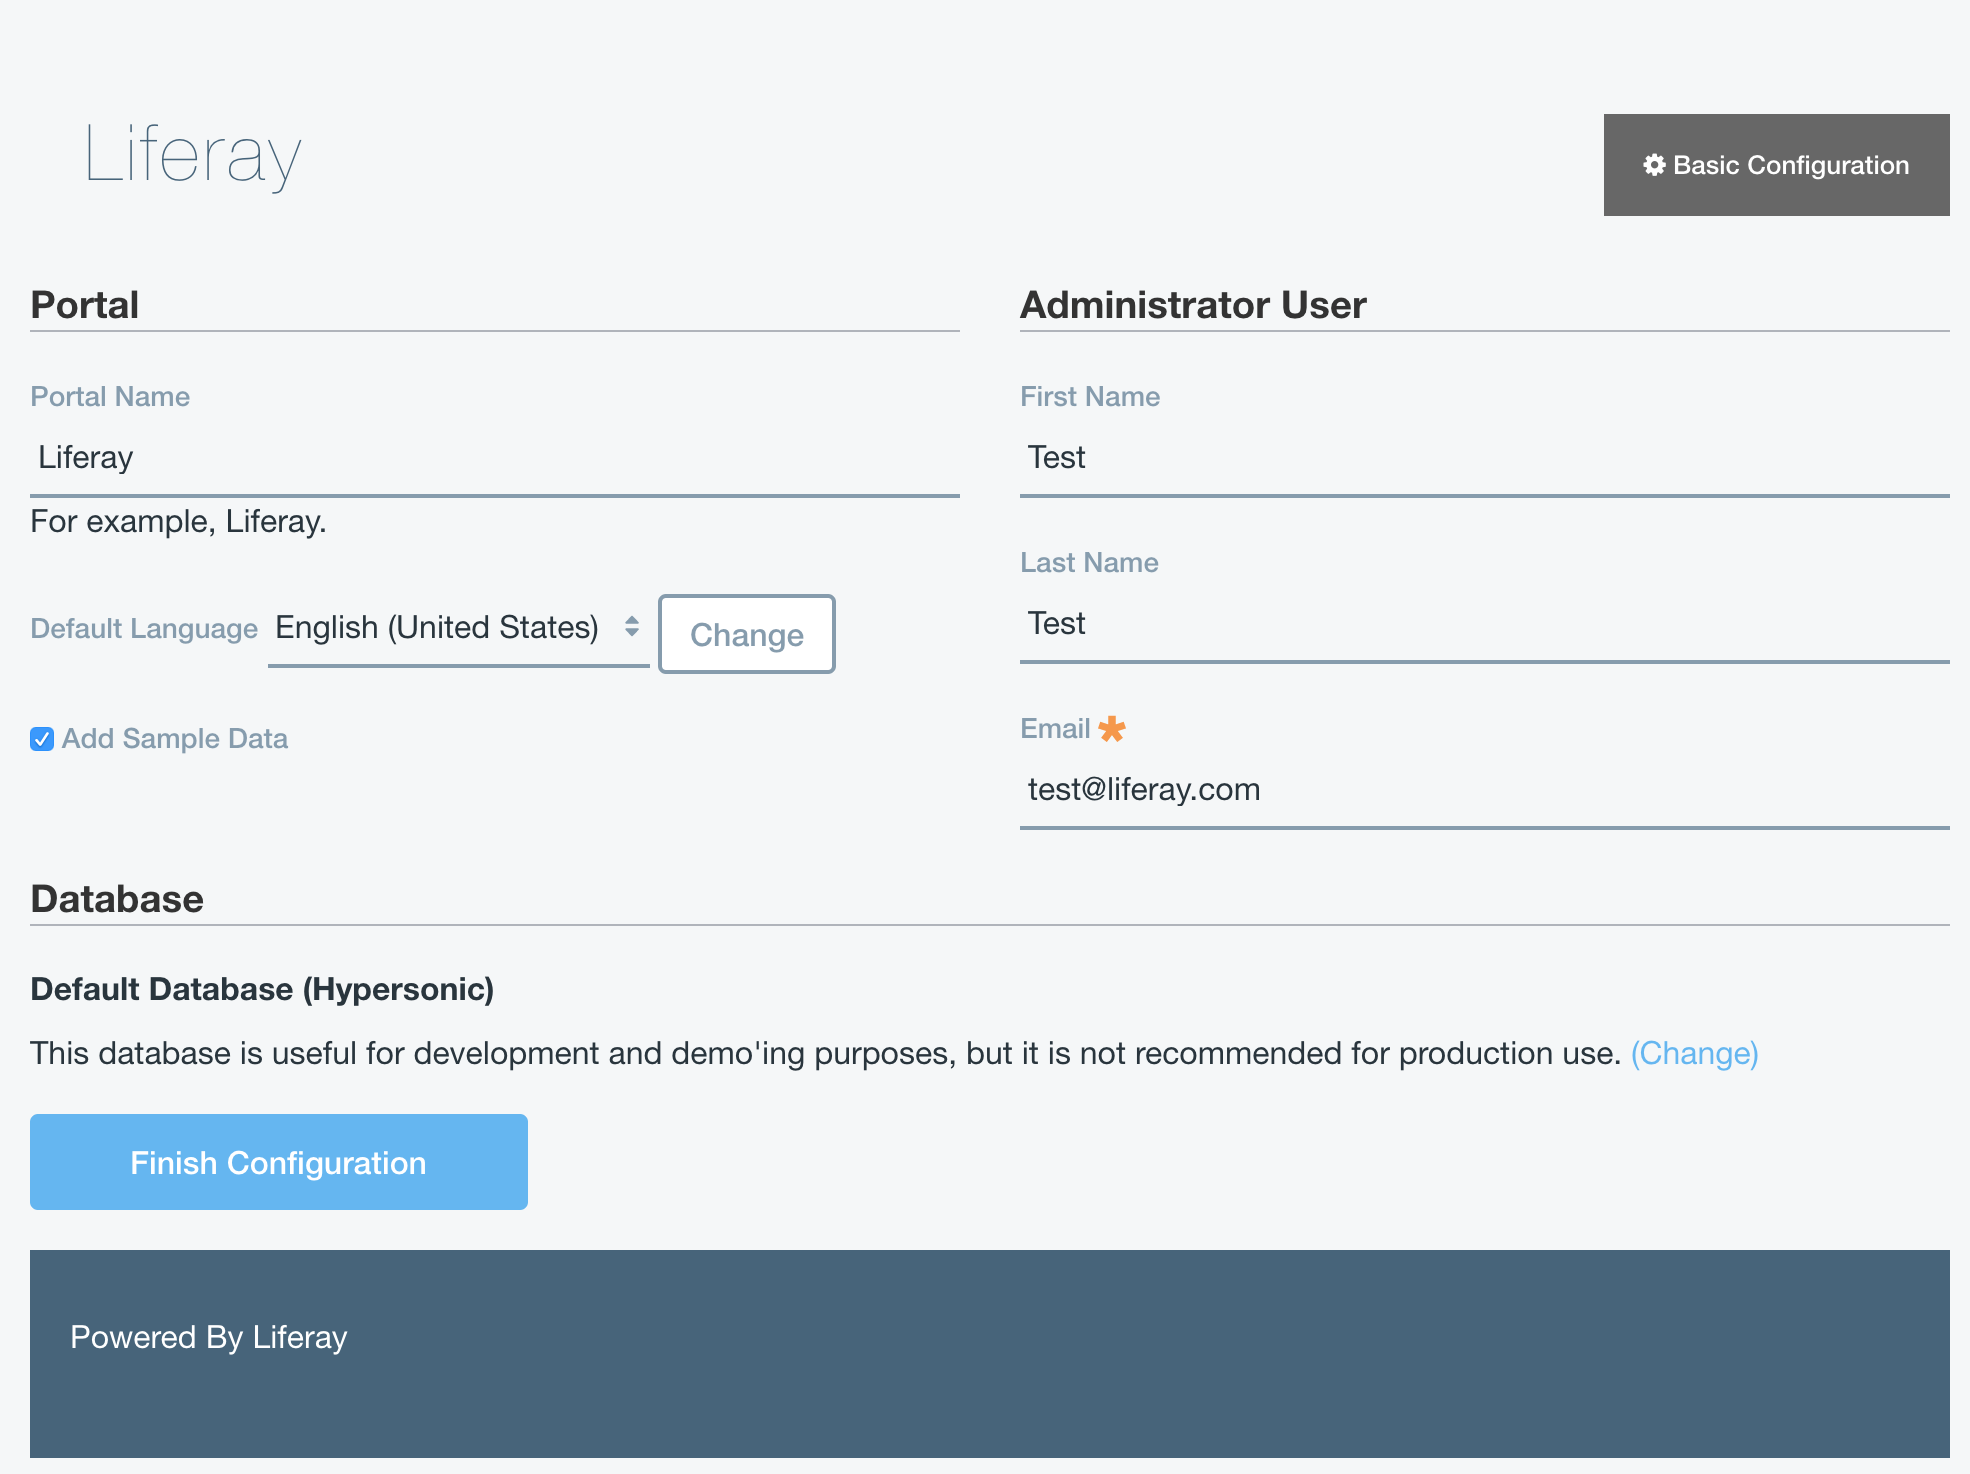 Liferay
Basic Configuration
Portal
Portal Name
Liferay
For example, Liferay.
Default Language English (United States) Change
Add Sample Data
Administrator User
First Name
Test
Last Name
Test
Email *
test@liferay.com
Database
Default Database (Hypersonic)
This database is useful for development and demo'ing purposes, but it is not recommended for production use. (Change)
Finish Configuration
Powered By Liferay